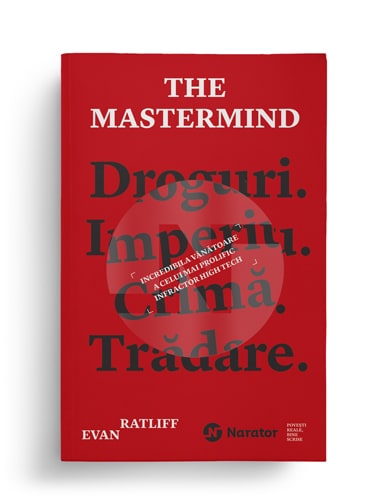 THE
MASTERMIND
Droguri.
Imperiu.
Crimă.
Trădare.
INCREDIBILA VÂNĂTOARE
A CELUI MAI PROLIFIC
INFRACTOR HIGH TECH
EVAN RATLIFF
Narator
POVEȘTI
REALE,
BINE
SCRISE